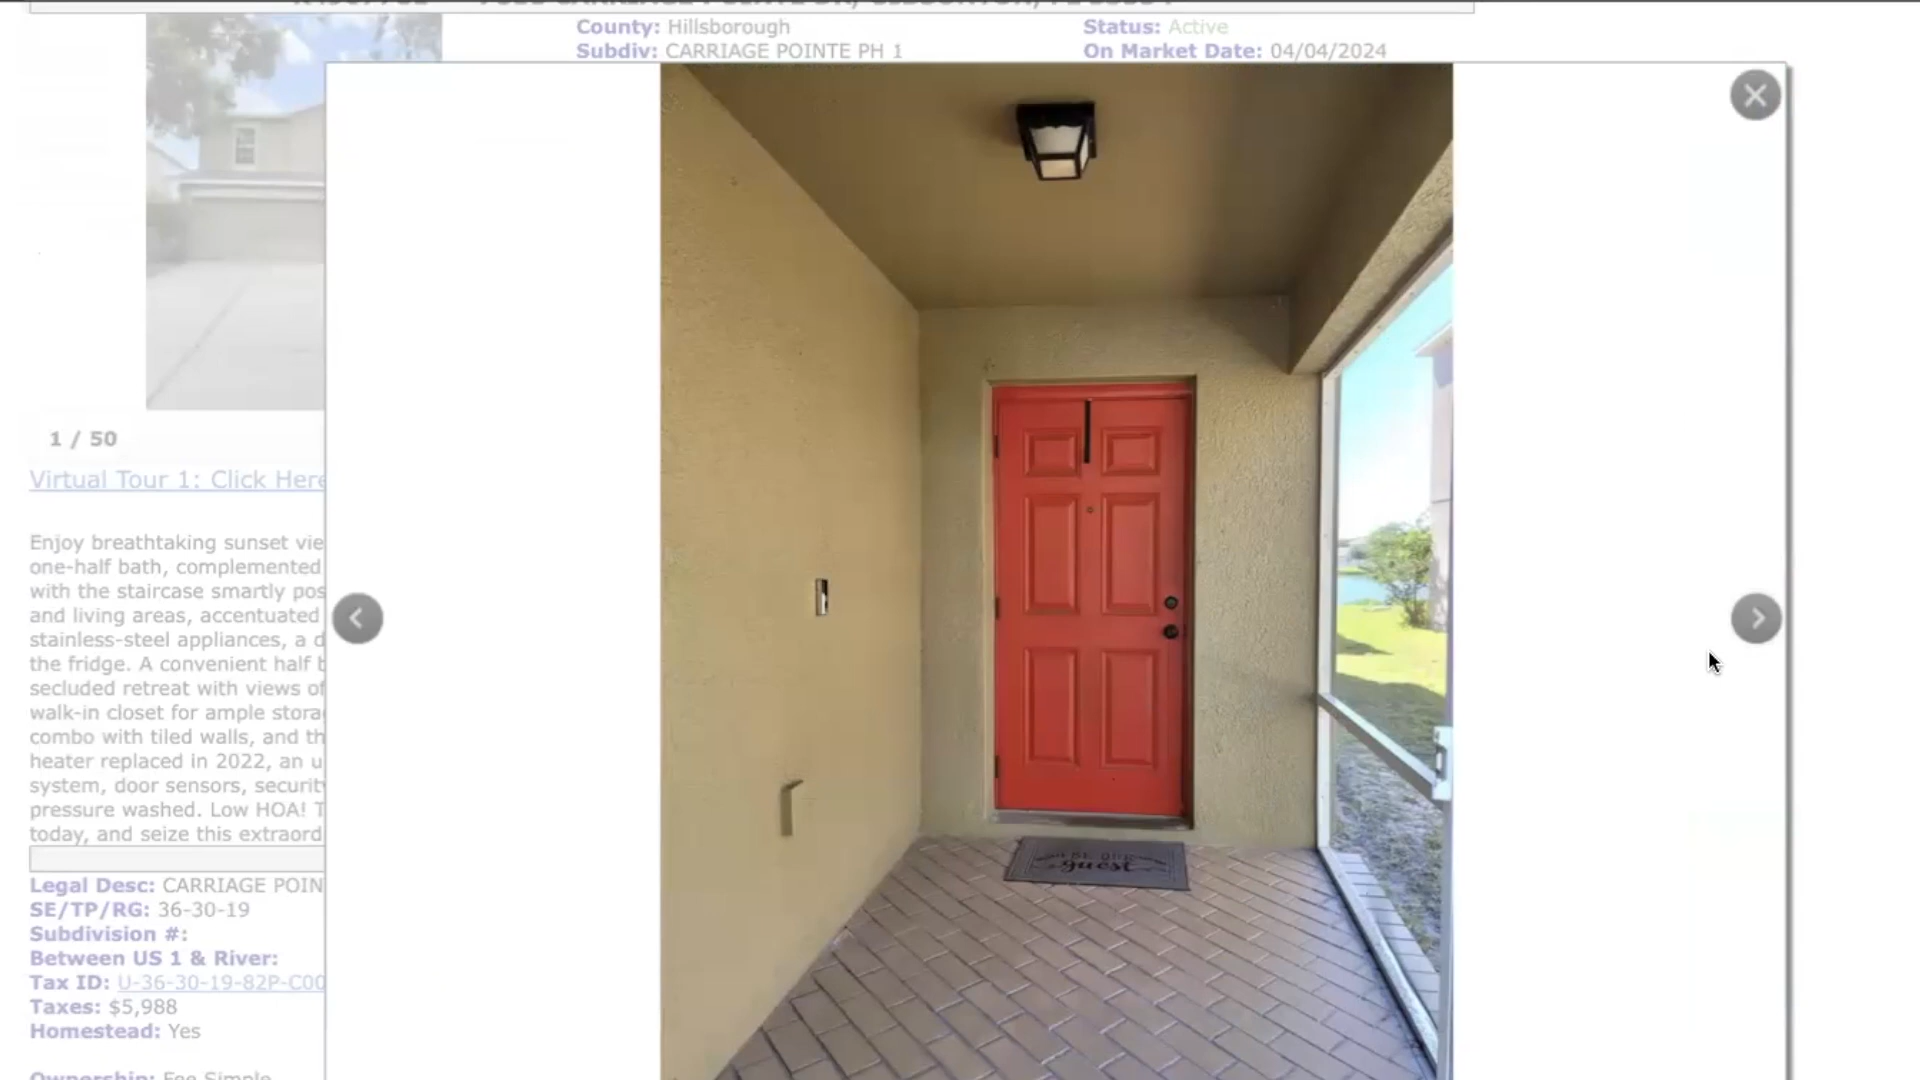 County: Hillsborough
Status: Active
Subdiv: CARRIAGE POINTE PH 1
On Market Date: 04/04/2024
1 / 50
Virtual Tour 1: Click Here
Enjoy breathtaking sunset vie
one-half bath, complemented
with the staircase smartly pos
and living areas, accentuated
stainless-steel appliances, a d
the fridge. A convenient half b
secluded retreat with views of
walk-in closet for ample stora
combo with tiled walls, and th
heater replaced in 2022, an u
system, door sensors, security
pressure washed. Low HOA! T
today, and seize this extraord
Legal Desc: CARRIAGE POIN
SE/TP/RG: 36-30-19
Subdivision #:
Between US 1 & River:
Tax ID: U-36-30-19-82P-C00
Taxes: $5,988
Homestead: Yes
Ownership: Fee Simple
BE OUR
guest